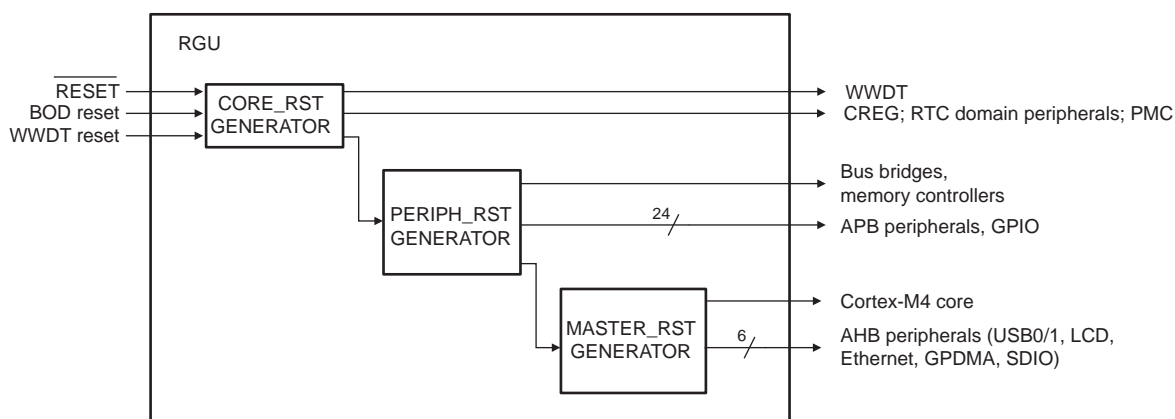 RGU
RESET
BOD reset
WWDT reset
CORE_RST
GENERATOR
WWDT
CREG; RTC domain peripherals; PMC
PERIPH_RST
GENERATOR
Bus bridges,
memory controllers
24
APB peripherals, GPIO
MASTER_RST
GENERATOR
Cortex-M4 core
6
AHB peripherals (USB0/1, LCD,
Ethernet, GPDMA, SDIO)